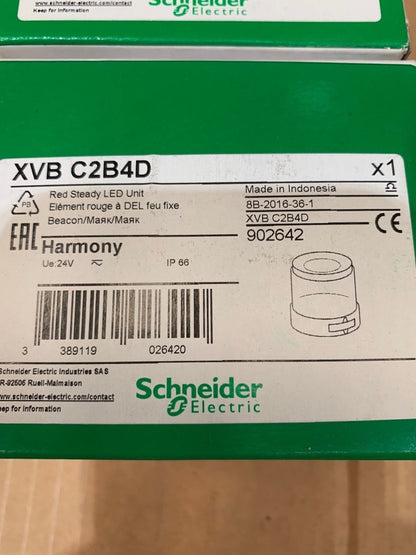 www.schneider-electric.com/contact
Keep for Information
Schneider
Electric
XVB C2B4D
x1
PB
Red Steady LED Unit
Elément rouge à DEL feu fixe
Beacon/Маяк/Маяк
Made in Indonesia
8B-2016-36-1
XVB C2B4D
902642
CE
EAC
Harmony
Ue:24V
IP 66
3 389119 026420
Schneider Electric Industries SAS
R-92506 Rueil-Malmaison
www.schneider-electric.com/contact
Keep for Information
Schneider
Electric